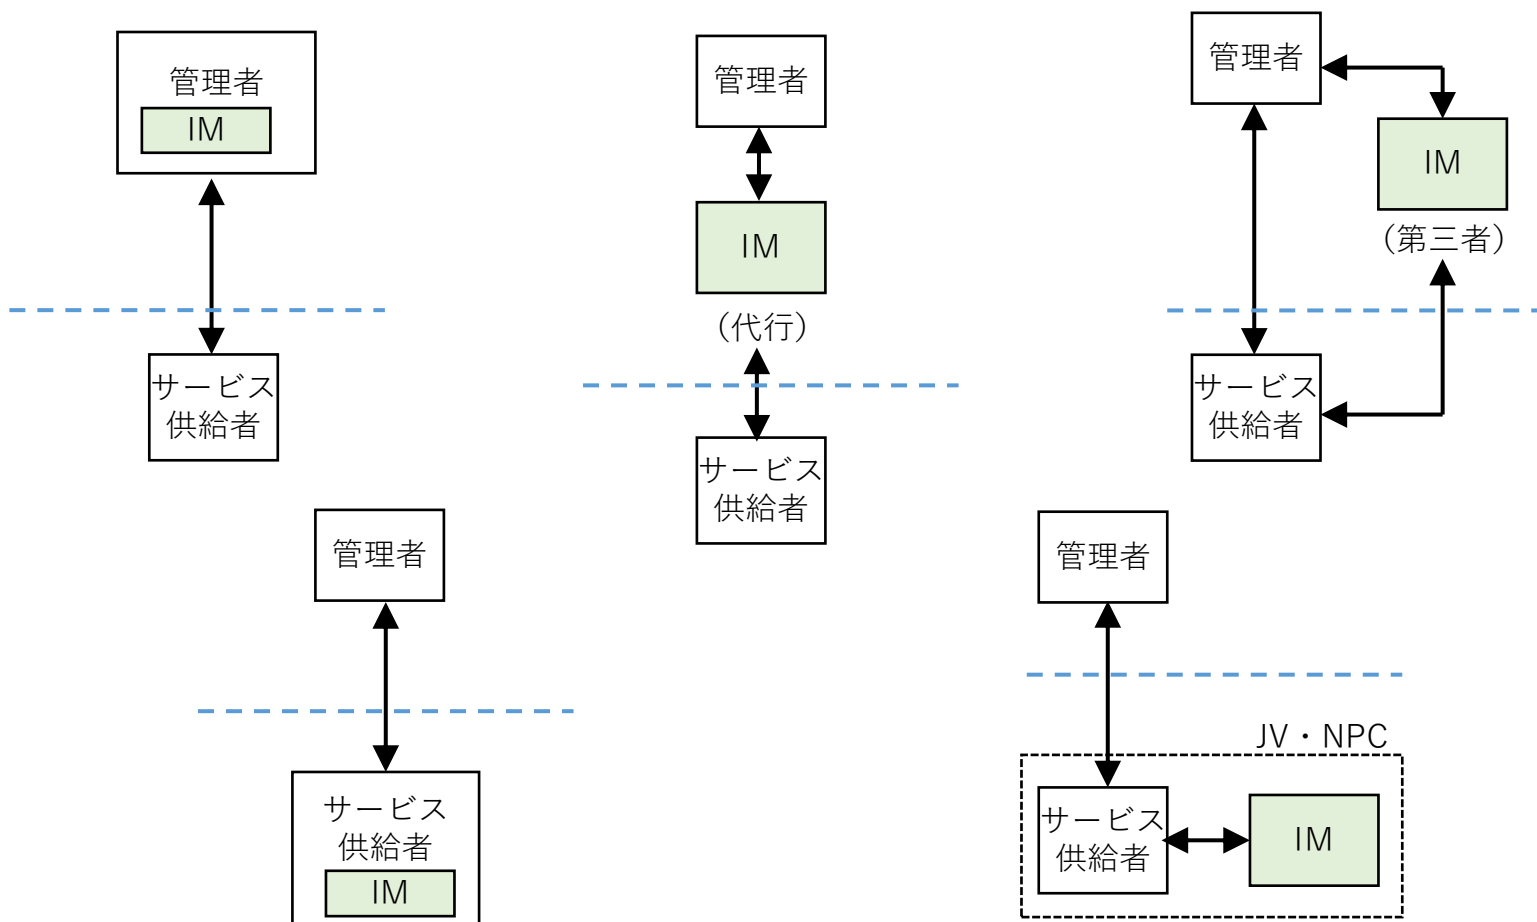 管理者
IM
サービス
供給者
管理者
IM
(代行)
サービス
供給者
管理者
IM
(第三者)
サービス
供給者
管理者
サービス
供給者
IM
管理者
JV・NPC
サービス
供給者
IM